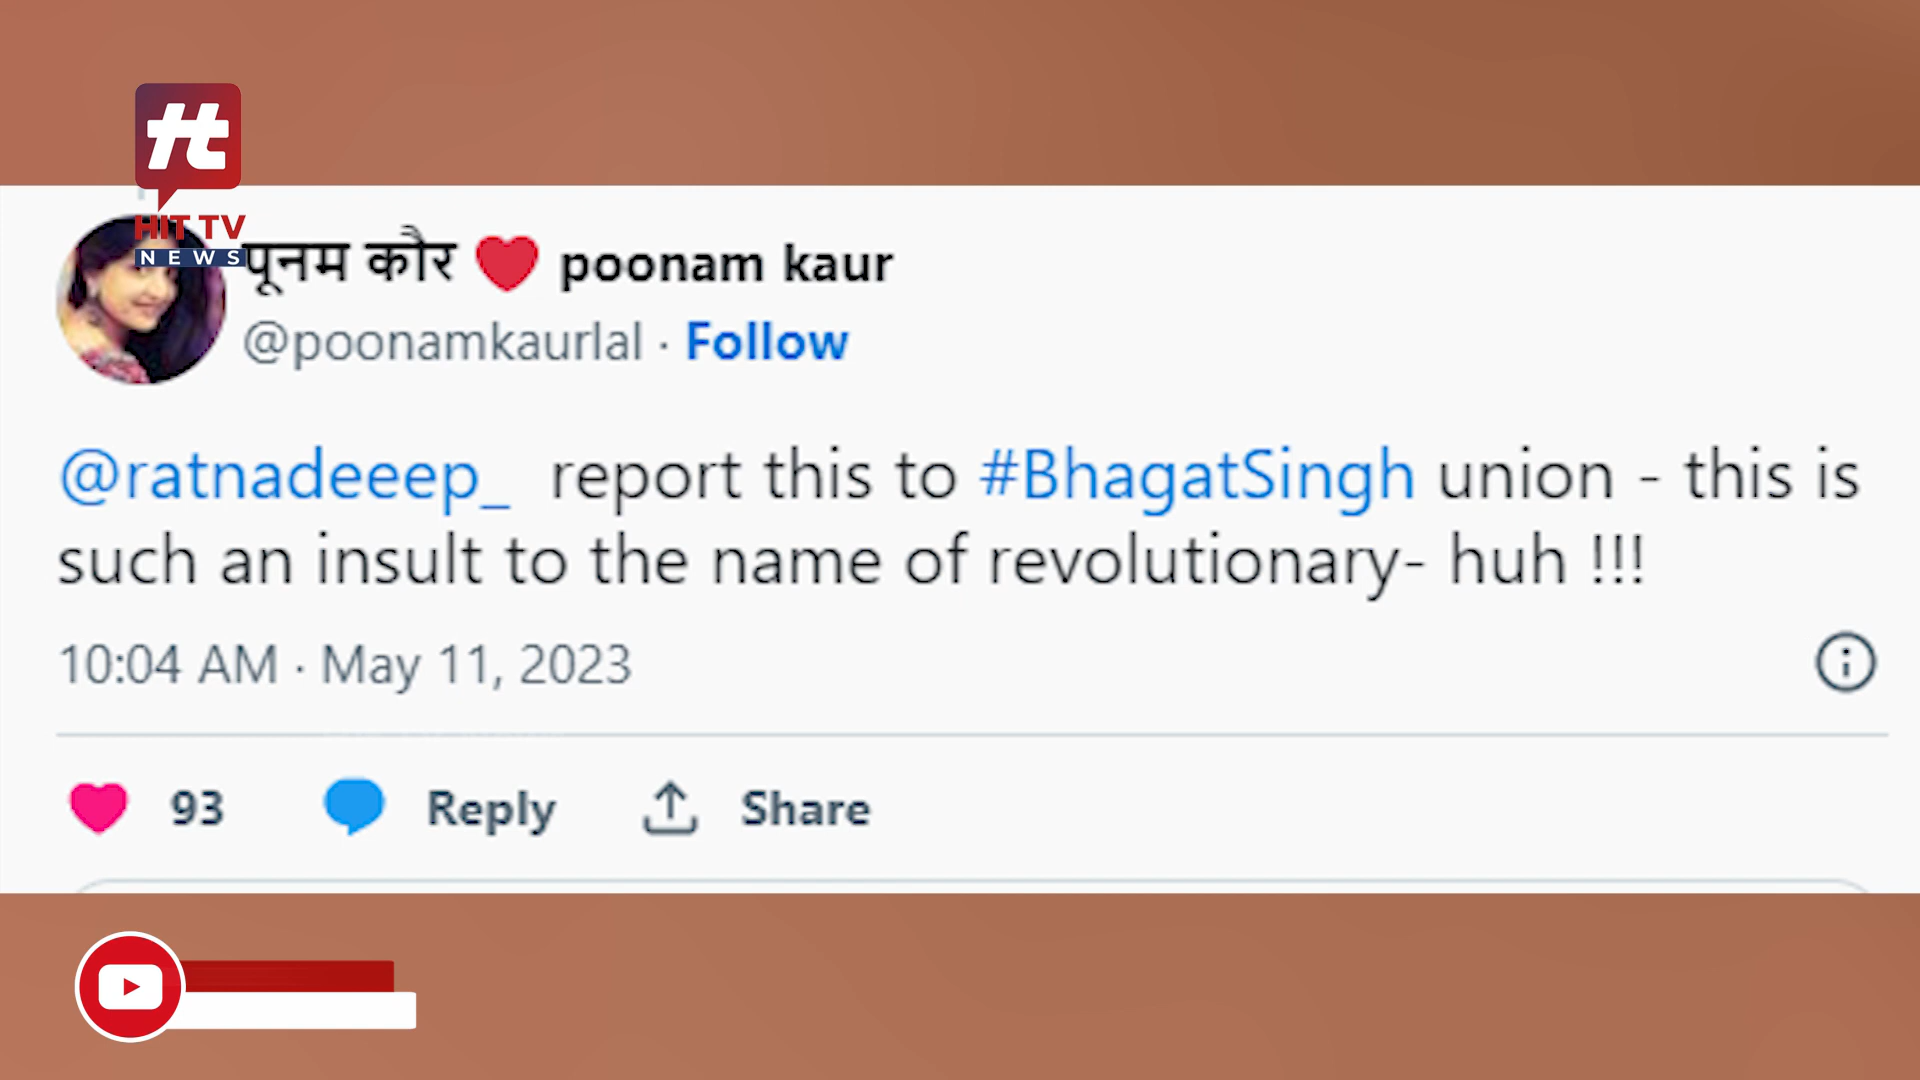 HIT TV
NEWS
पूनम कौर ❤ poonam kaur
@poonamkaurlal · Follow
@ratnadeeep_ report this to #BhagatSingh union - this is
such an insult to the name of revolutionary- huh !!!
10:04 AM · May 11, 2023
93 Reply Share